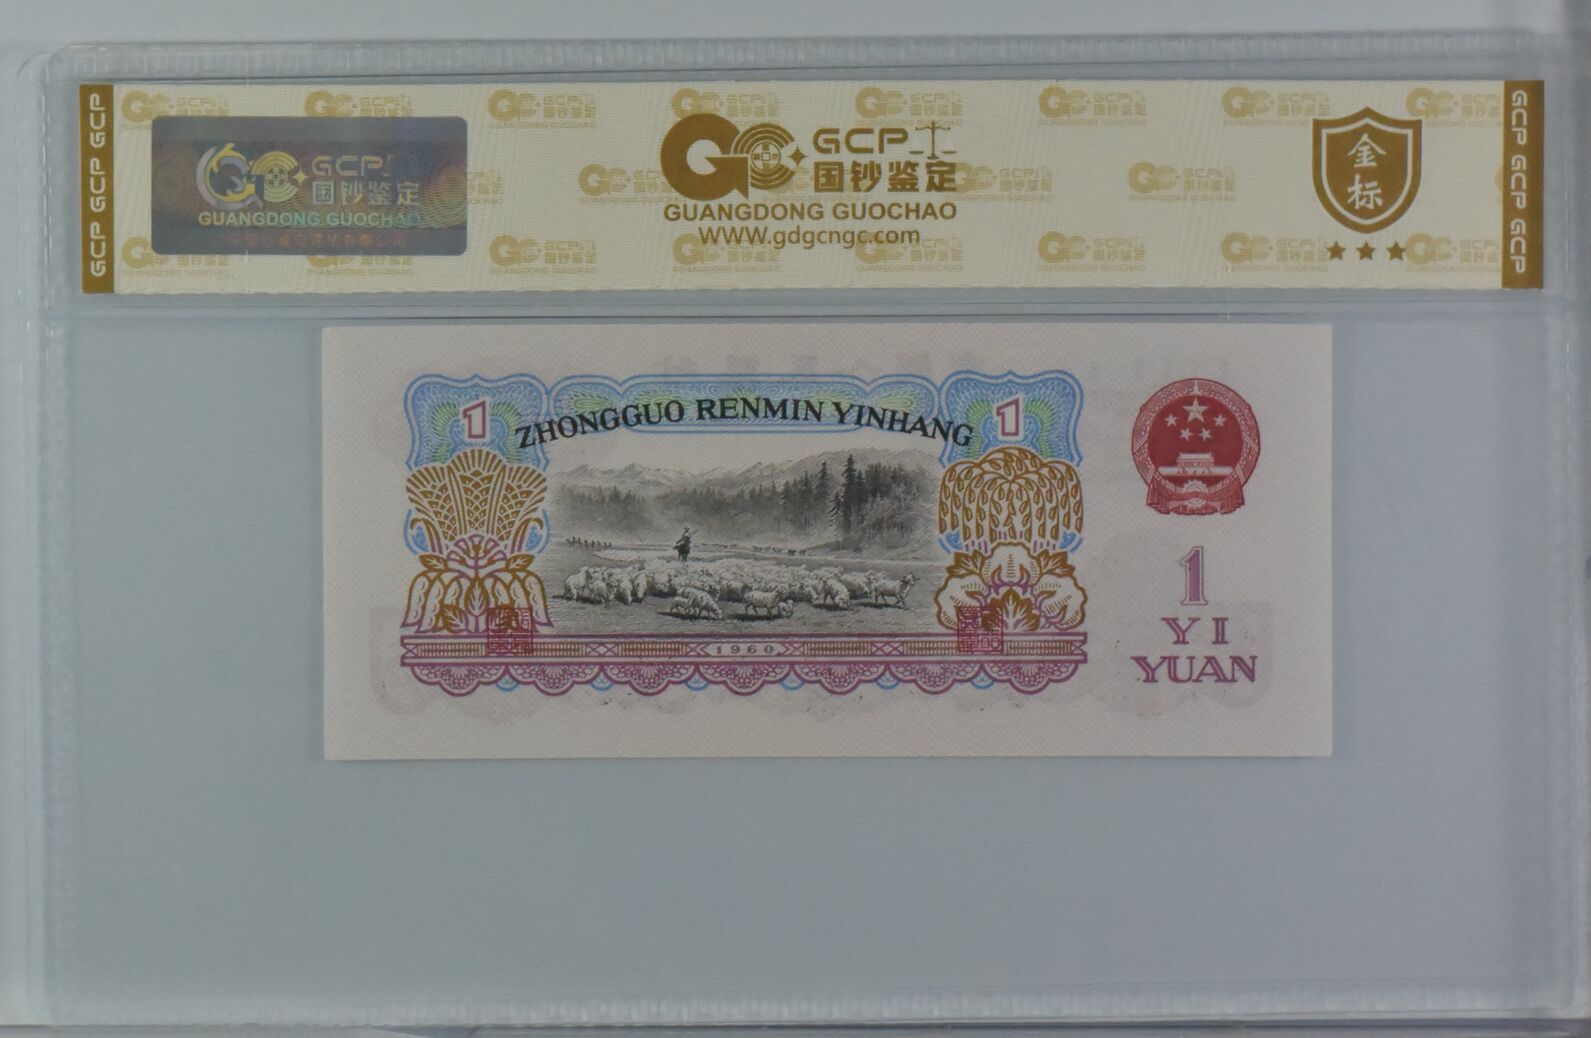 GCP GCP GCP
GCP
国钞鉴定
GUANGDONG GUOCHAO
GCP
国钞鉴定
GUANGDONG GUOCHAO
WWW.gdgcngc.com
金标
GCP GCP GCP
1
ZHONGGUO RENMIN YINHANG
1
1960
1
YI
YUAN